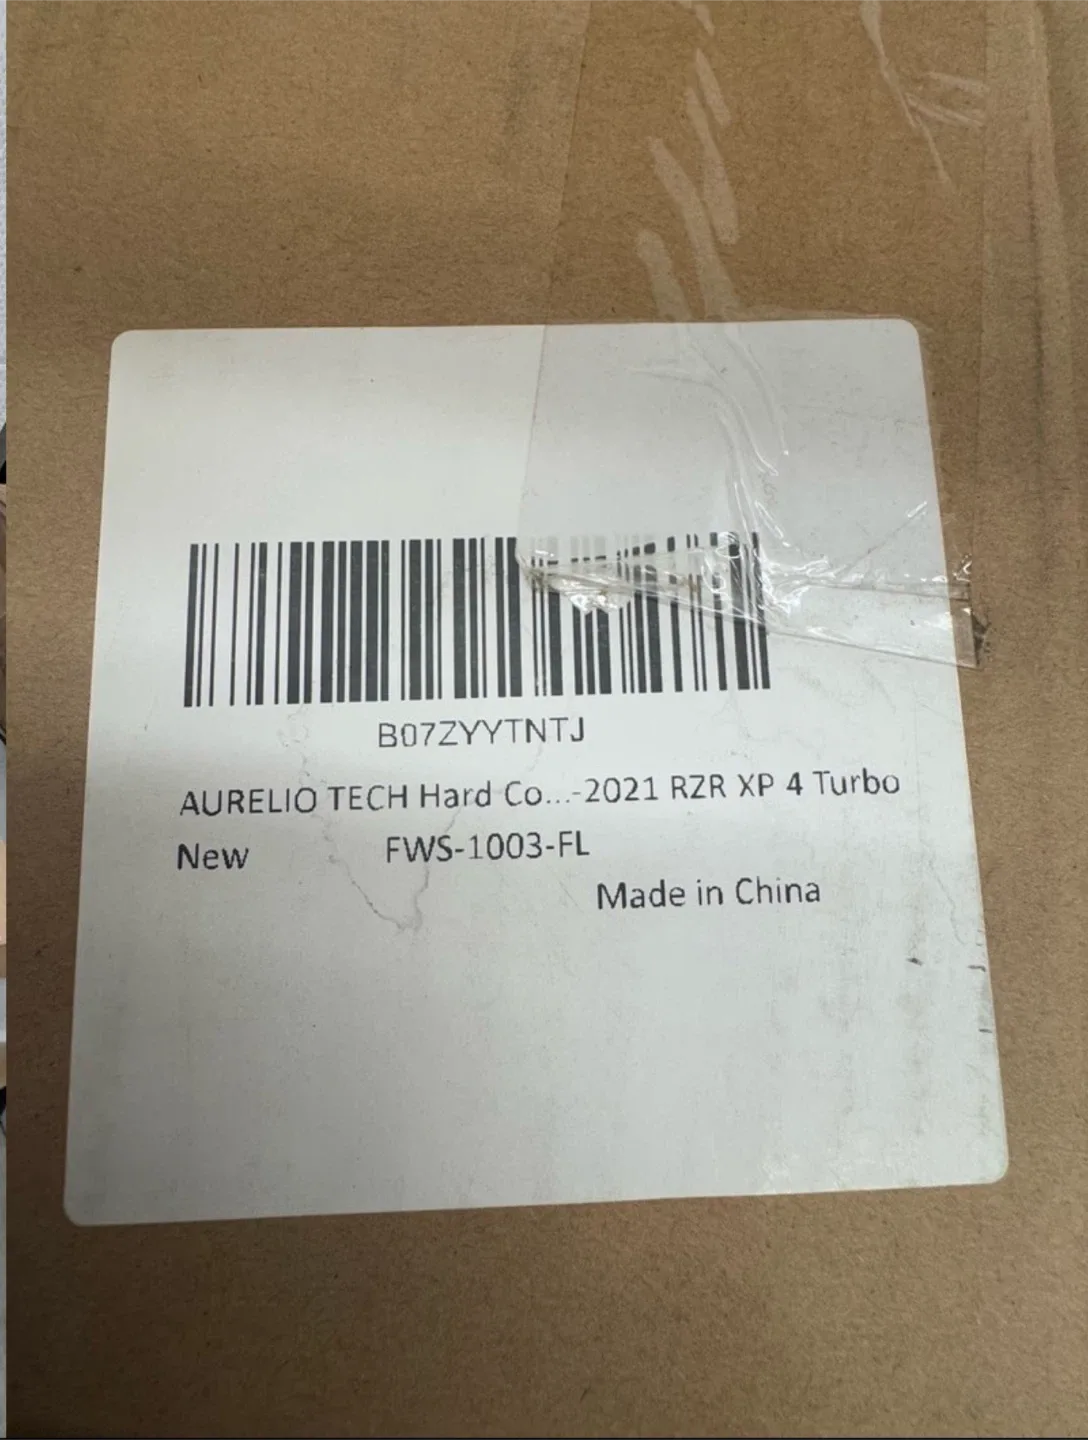 B07ZYYTNTJ
AURELIO TECH Hard Co...-2021 RZR XP 4 Turbo
New FWS-1003-FL
Made in China